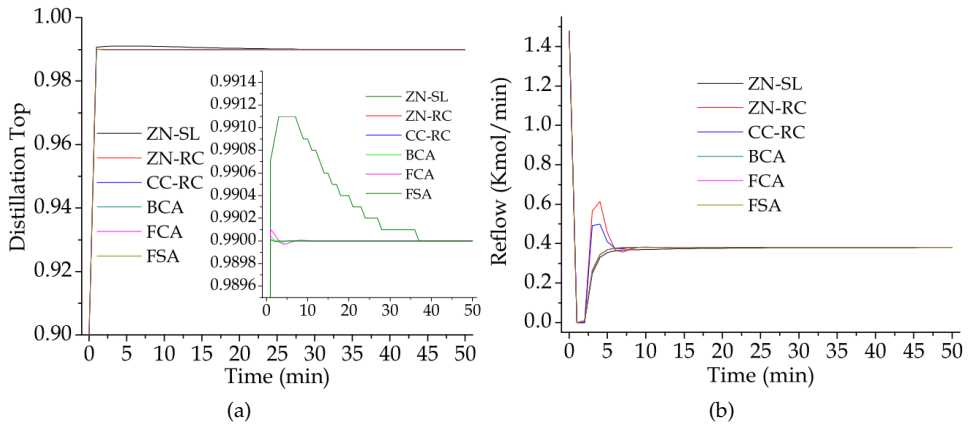 1.00
0.98
0.96
0.94
0.92
0.90
Distillation Top
ZN-SL
ZN-RC
CC-RC
BCA
FCA
FSA
0.9914
0.9912
0.9910
0.9908
0.9906
0.9904
0.9902
0.9900
0.9898
0.9896
ZN-SL
ZN-RC
CC-RC
BCA
FCA
FSA
0 10 20 30 40 50
0 5 10 15 20 25 30 35 40 45 50
Time (min)
(a)
1.4
1.2
1.0
0.8
0.6
0.4
0.2
0.0
Reflow (Kmol/min)
ZN-SL
ZN-RC
CC-RC
BCA
FCA
FSA
0 5 10 15 20 25 30 35 40 45 50
Time (min)
(b)